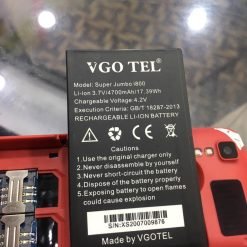 VGO TEL®
Model: Super Jumbo i800
Li-ion 3.7V/4700mAh/17.39Wh
Chargeable Voltage: 4.2V
Execution Criteria: GB/T 18287-2013
RECHARGEABLE LI-ION BATTERY
CAUTION!
1. Use the original charger only
2. Never disassemble by yourself
3. Never short-circuit the battery
4. Dispose of the battery properly
5. Exposing battery to open flames
could cause explosion
S/N: XS2007009876
Made by VGOTEL